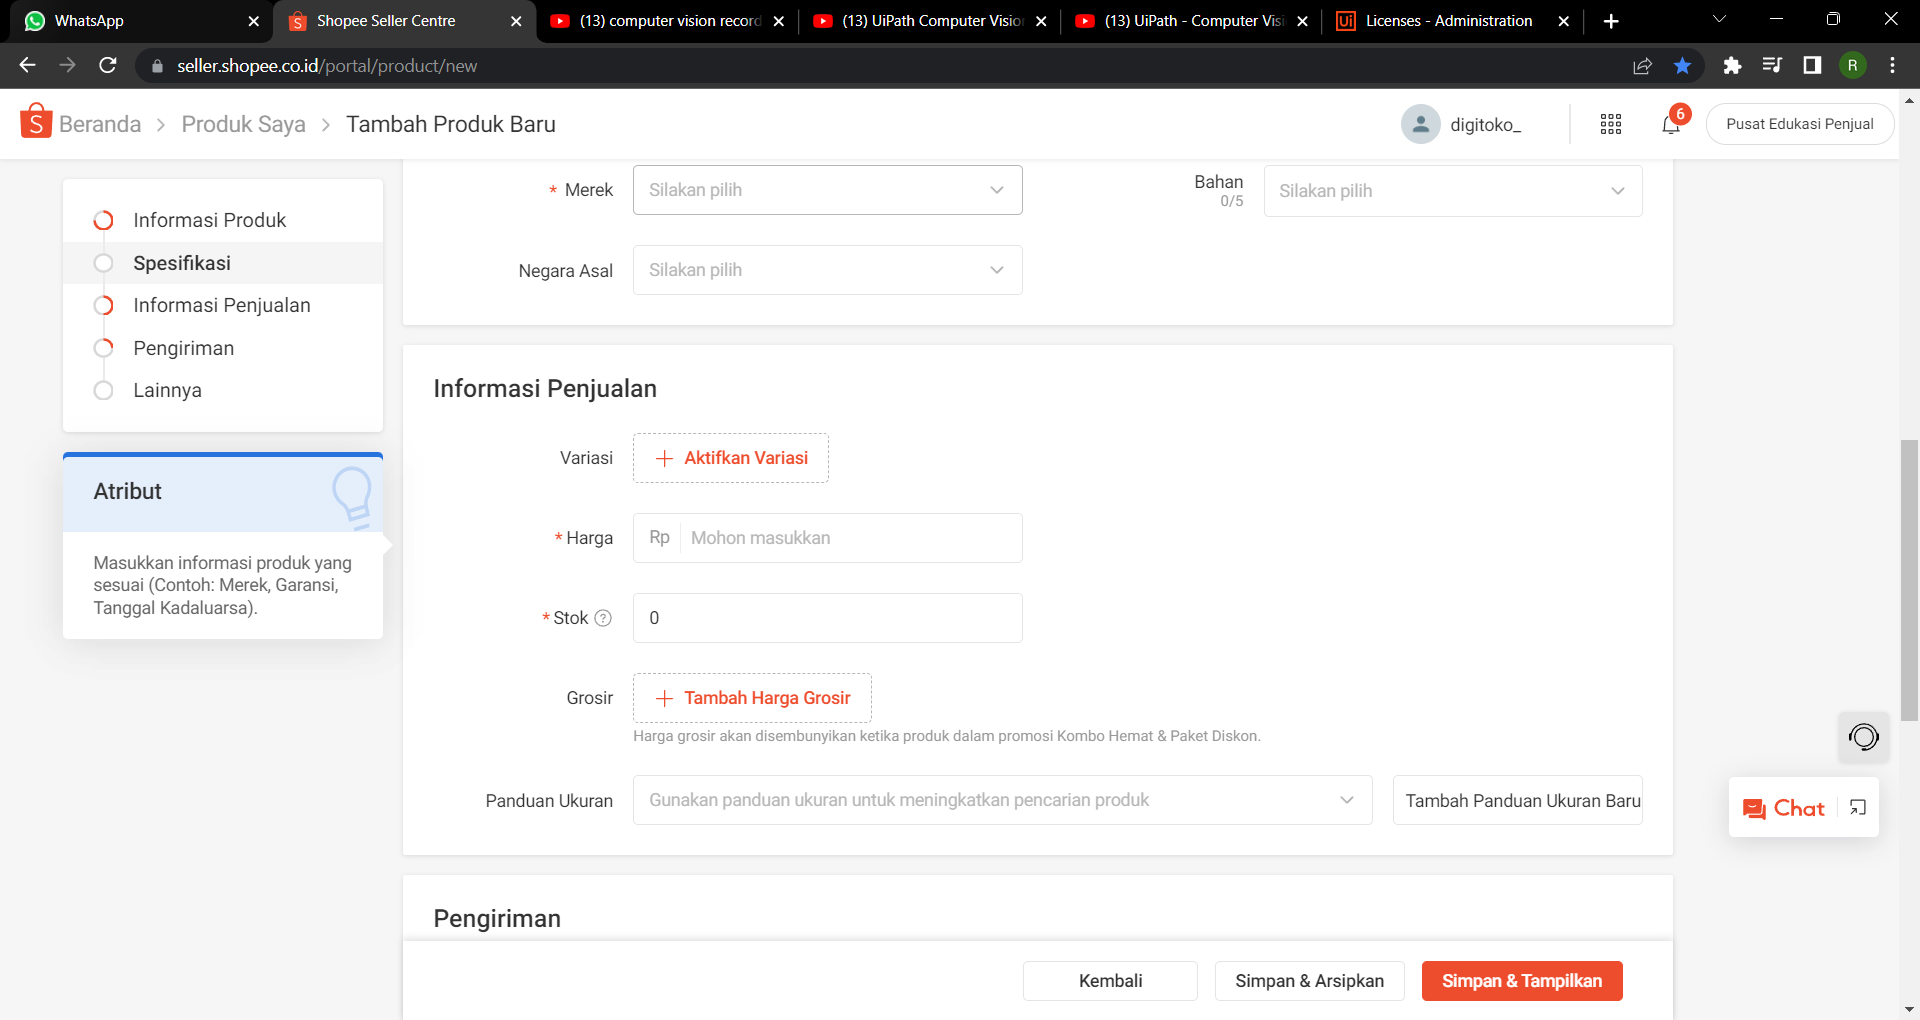 WhatsApp
Shopee Seller Centre
(13) computer vision record
(13) UiPath Computer Vision
(13) UiPath - Computer Vis
Ui
Licenses - Administration
seller.shopee.co.id/portal/product/new
R
S
Beranda > Produk Saya > Tambah Produk Baru
digitoko_
6
Pusat Edukasi Penjual
Informasi Produk
Spesifikasi
Informasi Penjualan
Pengiriman
Lainnya
Atribut
Masukkan informasi produk yang
sesuai (Contoh: Merek, Garansi,
Tanggal Kadaluarsa).
* Merek
Silakan pilih
Bahan
0/5
Silakan pilih
Negara Asal
Silakan pilih
Informasi Penjualan
Variasi
+ Aktifkan Variasi
* Harga
Rp
Mohon masukkan
* Stok ?
0
Grosir
+ Tambah Harga Grosir
Harga grosir akan disembunyikan ketika produk dalam promosi Kombo Hemat & Paket Diskon.
Panduan Ukuran
Gunakan panduan ukuran untuk meningkatkan pencarian produk
Tambah Panduan Ukuran Baru
Chat
Pengiriman
Kembali
Simpan & Arsipkan
Simpan & Tampilkan